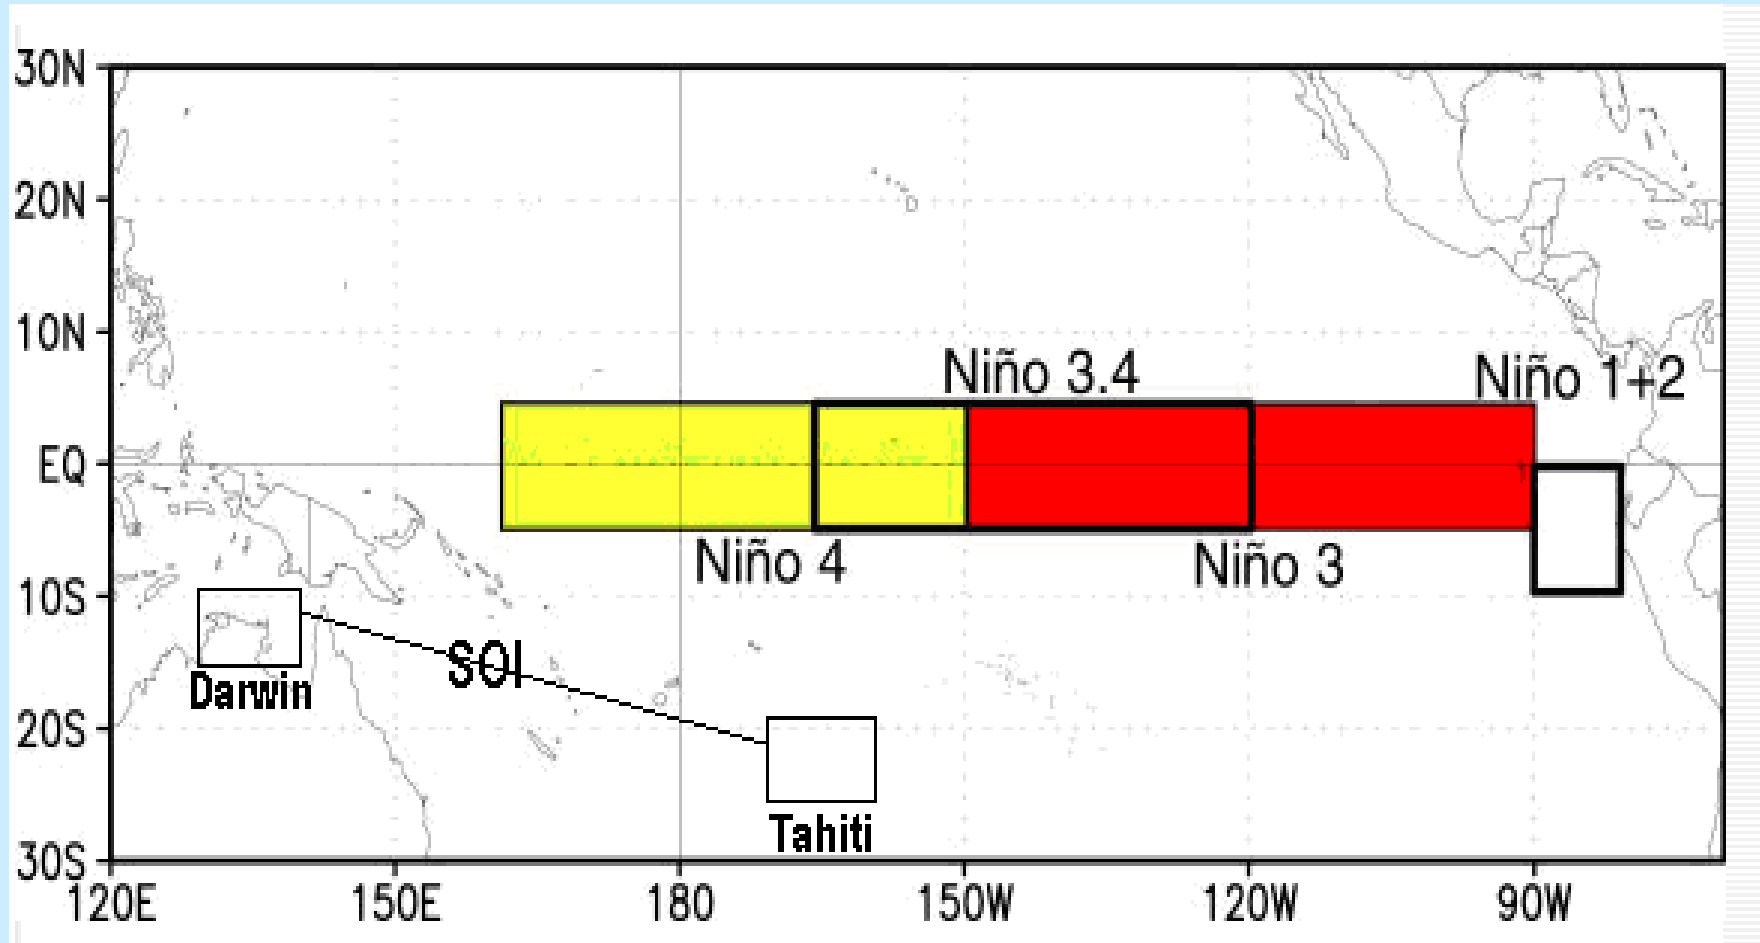 30N
20N
10N
Niño 3.4
Niño 1+2
EQ
Niño 4
Niño 3
10S
SOI
Darwin
20S
Tahiti
30S
120E 150E 180 150W 120W 90W